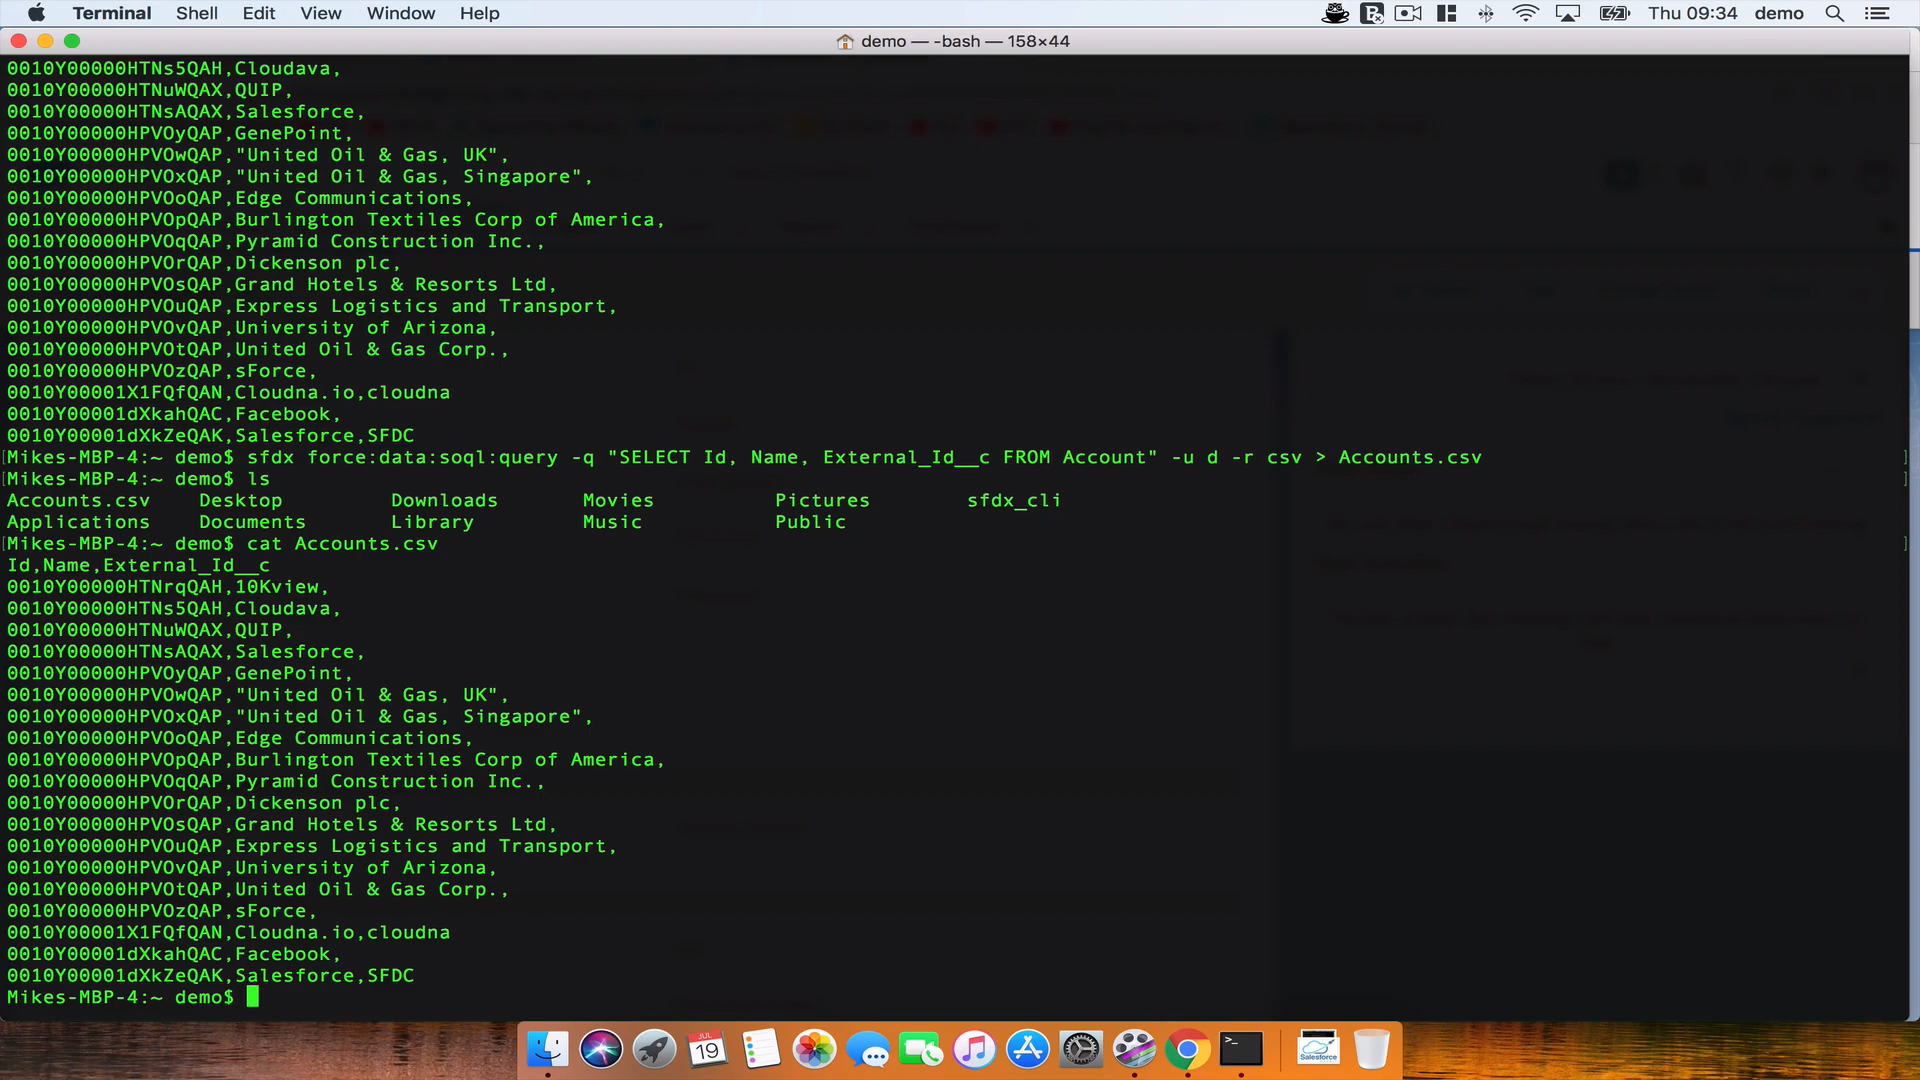 Terminal Shell Edit View Window Help Thu 09:34 demo
demo — -bash — 158×44
0010Y00000HTNs5QAH,Cloudava,
0010Y00000HTNuWQAX,QUIP,
0010Y00000HTNsAQAX,Salesforce,
0010Y00000HPVOyQAP,GenePoint,
0010Y00000HPVOwQAP,"United Oil & Gas, UK",
0010Y00000HPVOxQAP,"United Oil & Gas, Singapore",
0010Y00000HPVOoQAP,Edge Communications,
0010Y00000HPVOpQAP,Burlington Textiles Corp of America,
0010Y00000HPVOqQAP,Pyramid Construction Inc.,
0010Y00000HPVOrQAP,Dickenson plc,
0010Y00000HPVOsQAP,Grand Hotels & Resorts Ltd,
0010Y00000HPVOuQAP,Express Logistics and Transport,
0010Y00000HPVOvQAP,University of Arizona,
0010Y00000HPVOtQAP,United Oil & Gas Corp.,
0010Y00000HPVOzQAP,sForce,
0010Y00001X1FQfQAN,Cloudna.io,cloudna
0010Y00001dXkahQAC,Facebook,
0010Y00001dXkZeQAK,Salesforce,SFDC
[Mikes-MBP-4:~ demo$ sfdx force:data:soql:query -q "SELECT Id, Name, External_Id__c FROM Account" -u d -r csv > Accounts.csv ]
[Mikes-MBP-4:~ demo$ ls ]
Accounts.csv Desktop Downloads Movies Pictures sfdx_cli
Applications Documents Library Music Public
[Mikes-MBP-4:~ demo$ cat Accounts.csv ]
Id,Name,External_Id__c
0010Y00000HTNrqQAH,10Kview,
0010Y00000HTNs5QAH,Cloudava,
0010Y00000HTNuWQAX,QUIP,
0010Y00000HTNsAQAX,Salesforce,
0010Y00000HPVOyQAP,GenePoint,
0010Y00000HPVOwQAP,"United Oil & Gas, UK",
0010Y00000HPVOxQAP,"United Oil & Gas, Singapore",
0010Y00000HPVOoQAP,Edge Communications,
0010Y00000HPVOpQAP,Burlington Textiles Corp of America,
0010Y00000HPVOqQAP,Pyramid Construction Inc.,
0010Y00000HPVOrQAP,Dickenson plc,
0010Y00000HPVOsQAP,Grand Hotels & Resorts Ltd,
0010Y00000HPVOuQAP,Express Logistics and Transport,
0010Y00000HPVOvQAP,University of Arizona,
0010Y00000HPVOtQAP,United Oil & Gas Corp.,
0010Y00000HPVOzQAP,sForce,
0010Y00001X1FQfQAN,Cloudna.io,cloudna
0010Y00001dXkahQAC,Facebook,
0010Y00001dXkZeQAK,Salesforce,SFDC
Mikes-MBP-4:~ demo$
JUL
19
>_
Salesforce